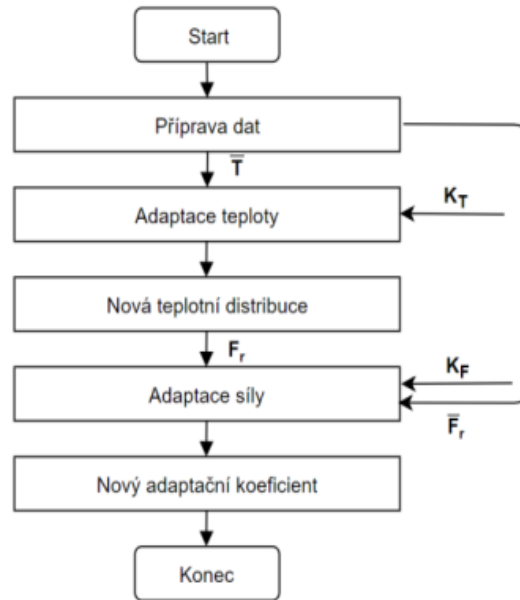 Start
Příprava dat
T̅
Adaptace teploty
K_T
Nová teplotní distribuce
F_r
K_F
Adaptace síly
F̅_r
Nový adaptační koeficient
Konec